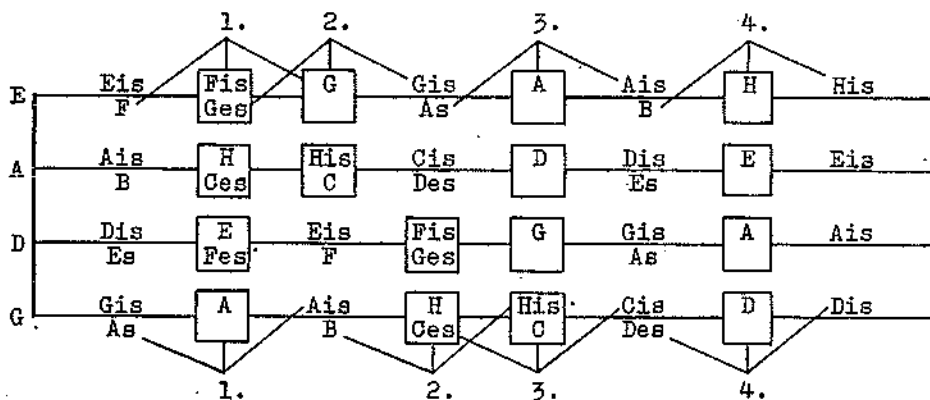 1. 2. 3. 4.
Eis Fis G Gis A Ais H His
E
F Ges As B
Ais H His Cis D Dis E Eis
A
B Ces C Des Es
Dis E Eis Fis G Gis A Ais
D
Es Fes F Ges As
Gis A Ais H His Cis D Dis
G
As B Ces C Des
1. 2. 3. 4.